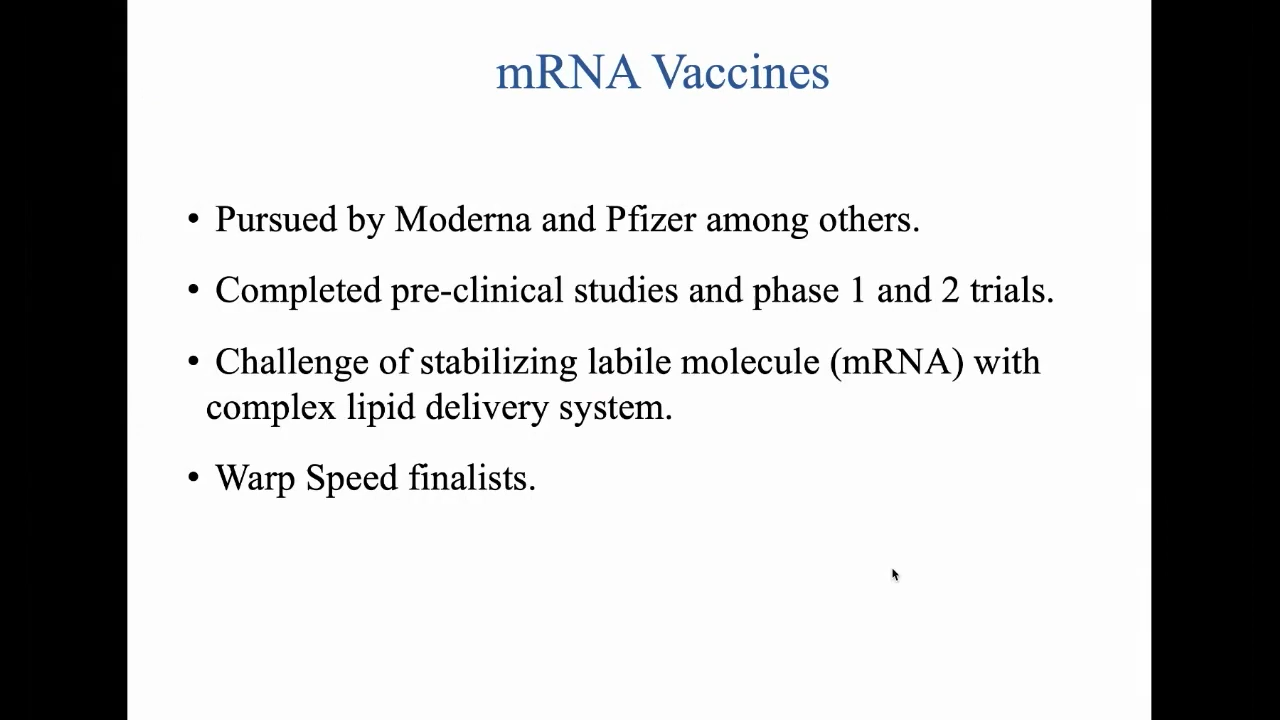 mRNA Vaccines
• Pursued by Moderna and Pfizer among others.
• Completed pre-clinical studies and phase 1 and 2 trials.
• Challenge of stabilizing labile molecule (mRNA) with
complex lipid delivery system.
• Warp Speed finalists.